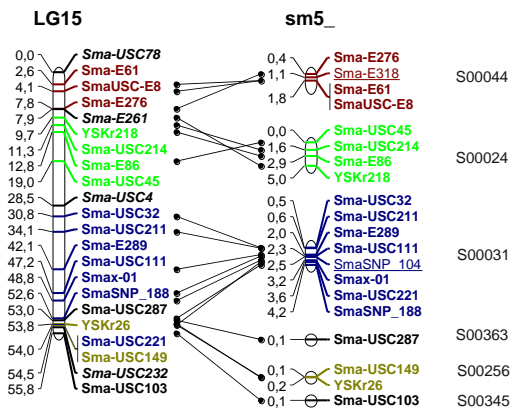 LG15
0,0 Sma-USC78
2,6 Sma-E61
4,1 SmaUSC-E8
7,8 Sma-E276
7,9 Sma-E261
9,7 YSKr218
11,3 Sma-USC214
12,8 Sma-E86
19,0 Sma-USC45
28,5 Sma-USC4
30,8 Sma-USC32
34,1 Sma-USC211
42,1 Sma-E289
47,2 Sma-USC111
48,8 Smax-01
52,6 SmaSNP_188
53,0 Sma-USC287
53,8 YSKr26
54,0 Sma-USC221
Sma-USC149
54,5 Sma-USC232
55,8 Sma-USC103
sm5_
0,4 Sma-E276
1,1 Sma-E318
1,8 Sma-E61
SmaUSC-E8
S00044
0,0 Sma-USC45
1,6 Sma-USC214
2,9 Sma-E86
5,0 YSKr218
S00024
0,5 Sma-USC32
0,6 Sma-USC211
2,0 Sma-E289
2,3 Sma-USC111
2,5 SmaSNP_104
3,2 Smax-01
3,6 Sma-USC221
4,2 SmaSNP_188
S00031
0,1 Sma-USC287
S00363
0,1 Sma-USC149
0,2 YSKr26
S00256
0,1 Sma-USC103
S00345